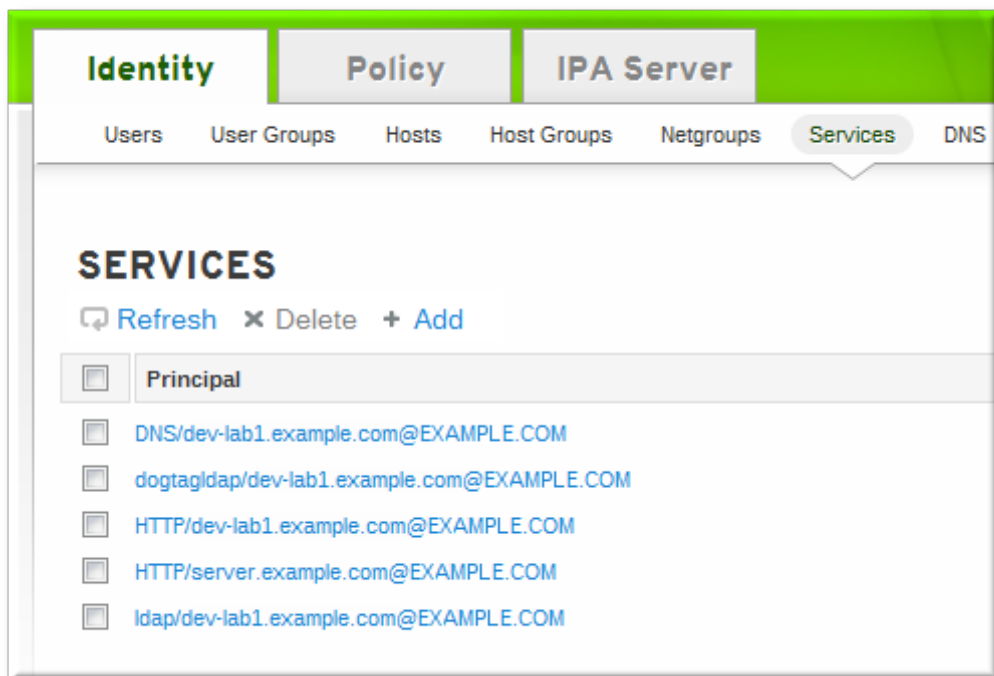 Identity Policy IPA Server
Users User Groups Hosts Host Groups Netgroups Services DNS
SERVICES
Refresh Delete Add
Principal
DNS/dev-lab1.example.com@EXAMPLE.COM
dogtagldap/dev-lab1.example.com@EXAMPLE.COM
HTTP/dev-lab1.example.com@EXAMPLE.COM
HTTP/server.example.com@EXAMPLE.COM
ldap/dev-lab1.example.com@EXAMPLE.COM